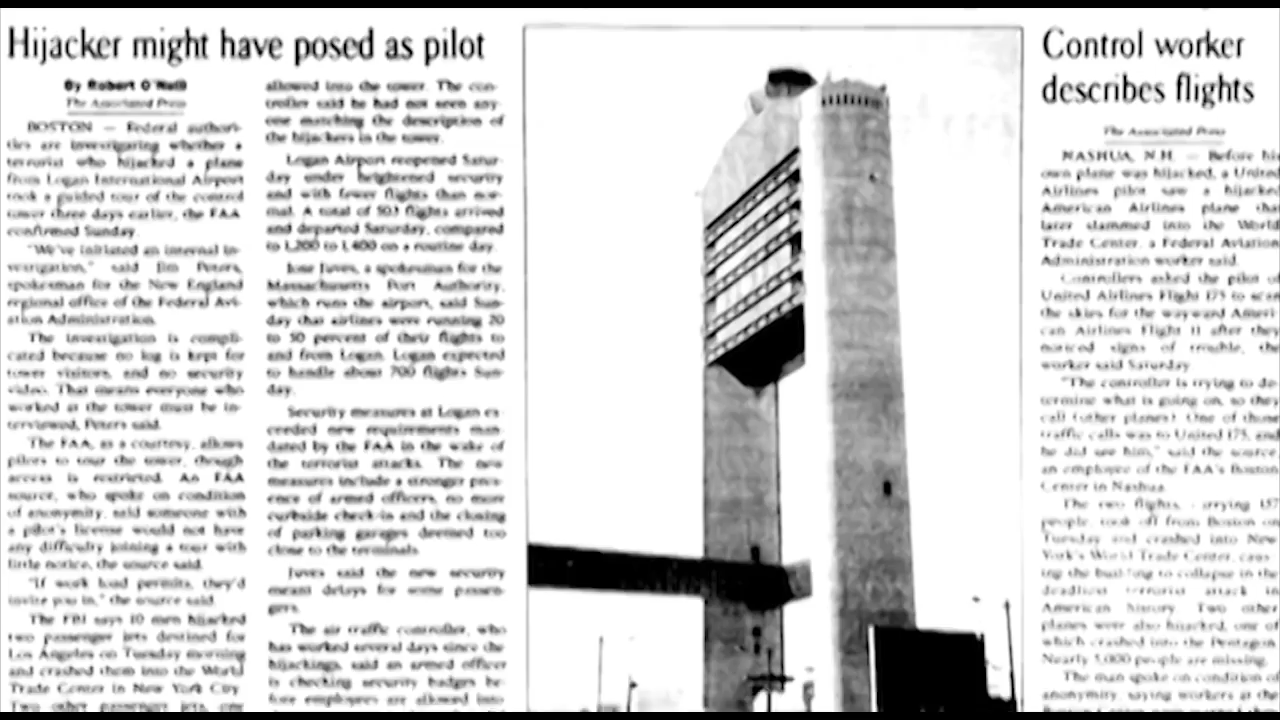 Hijacker might have posed as pilot
By Robert O'Neill
The Associated Press
BOSTON — Federal authori-
ties are investigating whether a
terrorist who hijacked a plane
from Logan International Airport
took a guided tour of the control
tower three days earlier, the FAA
confirmed Sunday.
"We've initiated an internal in-
vestigation," said Jim Peters,
spokesman for the New England
regional office of the Federal Avi-
ation Administration.
The investigation is compli-
cated because no log is kept for
tower visitors, and no security
video. That means everyone who
worked at the tower must be in-
terviewed, Peters said.
The FAA, as a courtesy, allows
pilots to tour the tower, though
access is restricted. An FAA
source, who spoke on condition
of anonymity, said someone with
a pilot's license would not have
any difficulty joining a tour with
little notice, the source said.
"If work load permits, they'd
invite you in," the source said.
The FBI says 10 men hijacked
two passenger jets destined for
Los Angeles on Tuesday morning
and crashed them into the World
Trade Center in New York City.
Two other passenger jets, one
allowed into the tower. The con-
troller said he had not seen any-
one matching the description of
the hijackers in the tower.
Logan Airport reopened Satur-
day under heightened security
and with fewer flights than nor-
mal. A total of 503 flights arrived
and departed Saturday, compared
to 1,200 to 1,400 on a routine day.
Jose Juves, a spokesman for the
Massachusetts Port Authority,
which runs the airport, said Sun-
day that airlines were running 20
to 50 percent of their flights to
and from Logan. Logan expected
to handle about 700 flights Sun-
day.
Security measures at Logan ex-
ceeded new requirements man-
dated by the FAA in the wake of
the terrorist attacks. The new
measures include a stronger pres-
ence of armed officers, no more
curbside check-in and the closing
of parking garages deemed too
close to the terminals.
Juves said the new security
meant delays for some passen-
gers.
The air traffic controller, who
has worked several days since the
hijackings, said an armed officer
is checking security badges be-
fore employees are allowed into
Control worker
describes flights
The Associated Press
NASHUA, N.H. — Before his
own plane was hijacked, a United
Airlines pilot saw a hijacked
American Airlines plane that
later slammed into the World
Trade Center, a Federal Aviation
Administration worker said.
Controllers asked the pilot of
United Airlines Flight 175 to scan
the skies for the wayward Ameri-
can Airlines Flight 11 after they
noticed signs of trouble, the
worker said Saturday.
"The controller is trying to de-
termine what is going on, so they
call (other planes). One of those
traffic calls was to United 175, and
he did see him," said the source,
an employee of the FAA's Boston
Center in Nashua.
The two flights, carrying 157
people, took off from Boston on
Tuesday and crashed into New
York's World Trade Center, caus-
ing the building to collapse in the
deadliest terrorist attack in
American history. Two other
planes were also hijacked, one of
which crashed into the Pentagon.
Nearly 5,000 people are missing.
The man spoke on condition of
anonymity, saying workers at the